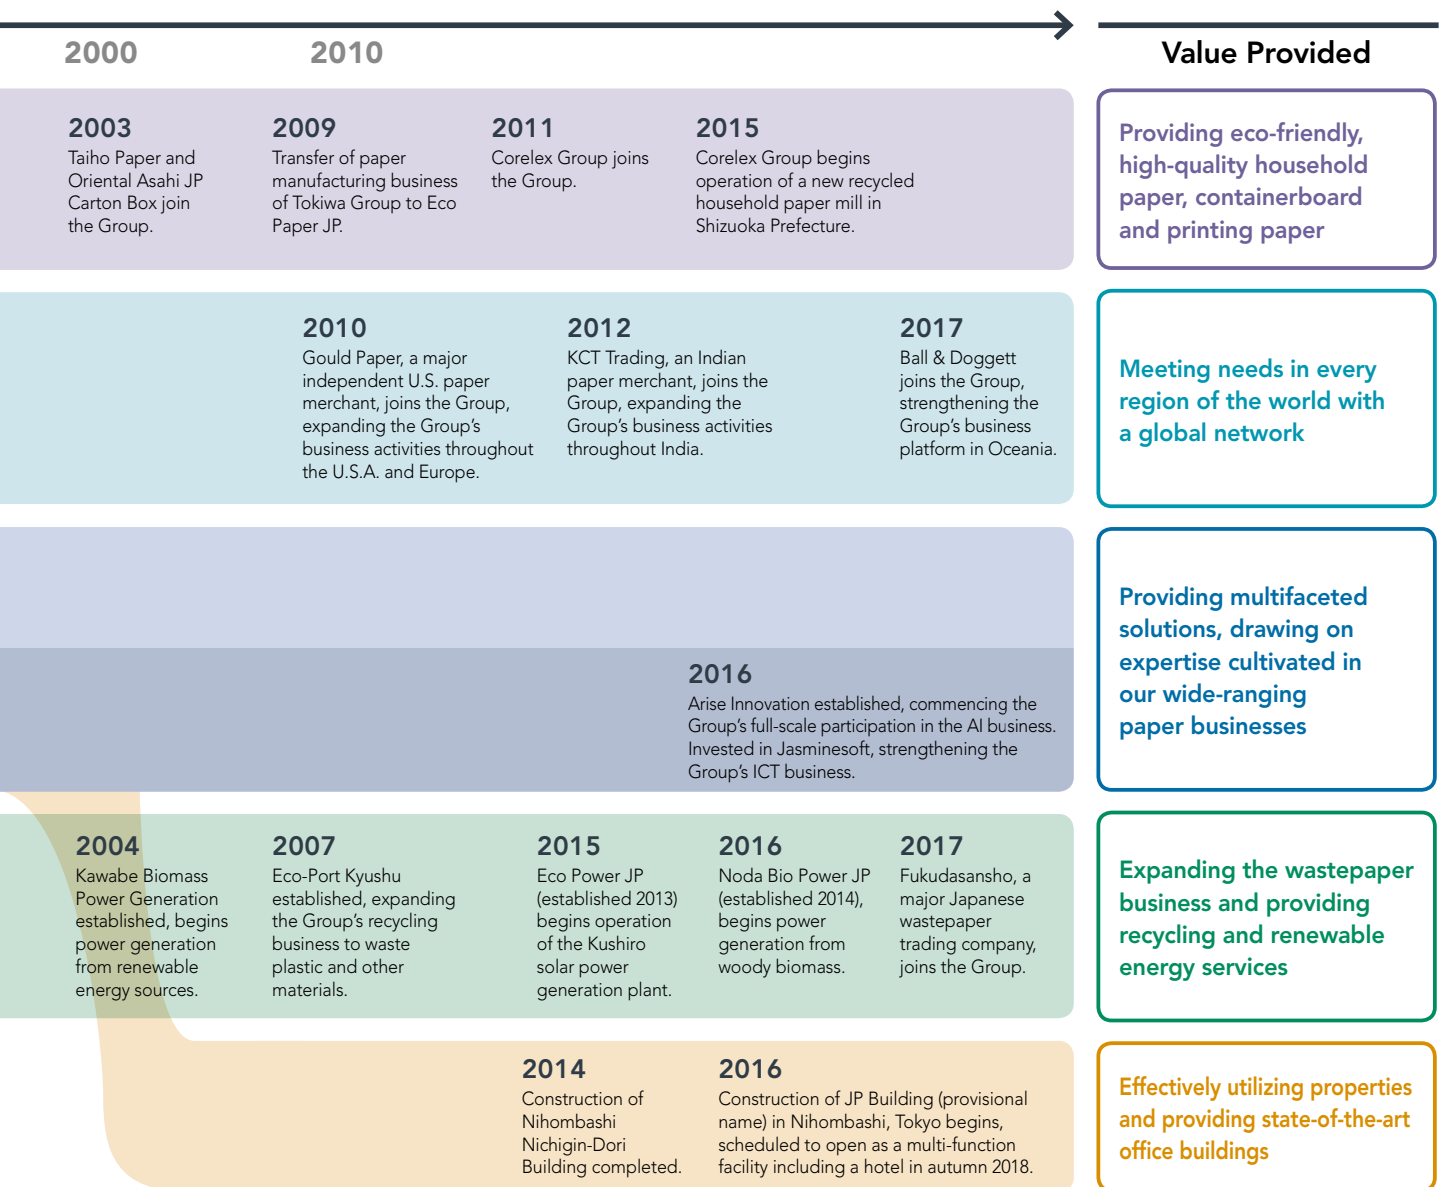 2000
2010
Value Provided
2003
Taiho Paper and
Oriental Asahi JP
Carton Box join
the Group.
2009
Transfer of paper
manufacturing business
of Tokiwa Group to Eco
Paper JP.
2011
Corelex Group joins
the Group.
2015
Corelex Group begins
operation of a new recycled
household paper mill in
Shizuoka Prefecture.
Providing eco-friendly,
high-quality household
paper, containerboard
and printing paper
2010
Gould Paper, a major
independent U.S. paper
merchant, joins the Group,
expanding the Group's
business activities throughout
the U.S.A. and Europe.
2012
KCT Trading, an Indian
paper merchant, joins the
Group, expanding the
Group's business activities
throughout India.
2017
Ball & Doggett
joins the Group,
strengthening the
Group's business
platform in Oceania.
Meeting needs in every
region of the world with
a global network
2016
Arise Innovation established, commencing the
Group's full-scale participation in the AI business.
Invested in Jasminesoft, strengthening the
Group's ICT business.
Providing multifaceted
solutions, drawing on
expertise cultivated in
our wide-ranging
paper businesses
2004
Kawabe Biomass
Power Generation
established, begins
power generation
from renewable
energy sources.
2007
Eco-Port Kyushu
established, expanding
the Group's recycling
business to waste
plastic and other
materials.
2015
Eco Power JP
(established 2013)
begins operation
of the Kushiro
solar power
generation plant.
2016
Noda Bio Power JP
(established 2014),
begins power
generation from
woody biomass.
2017
Fukudasansho, a
major Japanese
wastepaper
trading company,
joins the Group.
Expanding the wastepaper
business and providing
recycling and renewable
energy services
2014
Construction of
Nihombashi
Nichigin-Dori
Building completed.
2016
Construction of JP Building (provisional
name) in Nihombashi, Tokyo begins,
scheduled to open as a multi-function
facility including a hotel in autumn 2018.
Effectively utilizing properties
and providing state-of-the-art
office buildings